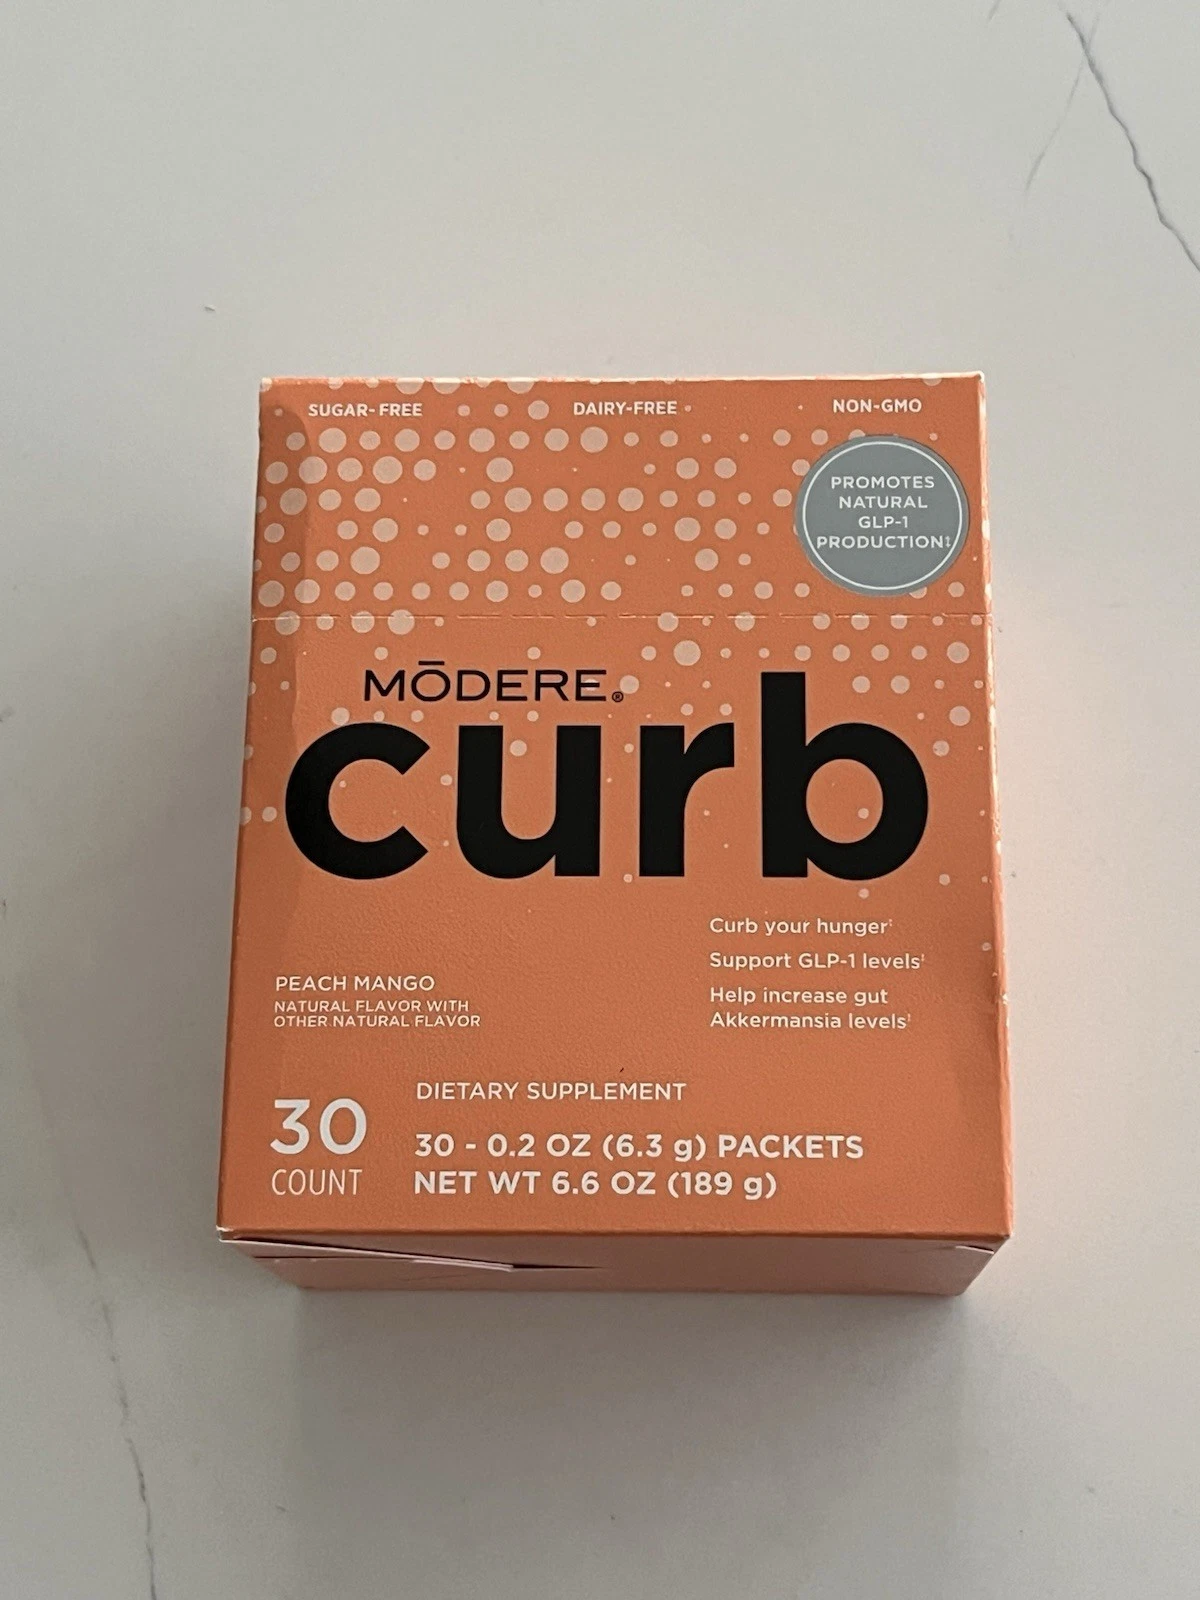 SUGAR-FREE
DAIRY-FREE
NON-GMO
PROMOTES
NATURAL
GLP-1
PRODUCTION‡
MŌDERE®
curb
Curb your hunger‡
Support GLP-1 levels‡
Help increase gut
Akkermansia levels‡
PEACH MANGO
NATURAL FLAVOR WITH
OTHER NATURAL FLAVOR
30
COUNT
DIETARY SUPPLEMENT
30 - 0.2 OZ (6.3 g) PACKETS
NET WT 6.6 OZ (189 g)